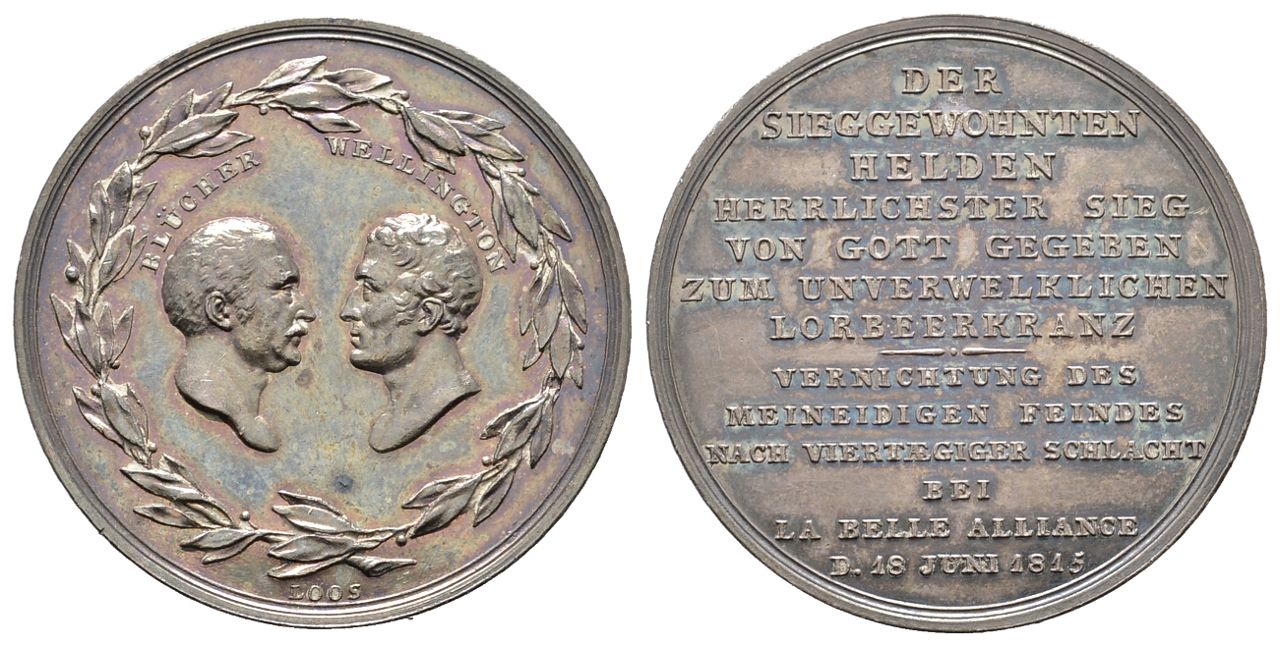 BLÜCHER
WELLINGTON
LOOS
DER
SIEGGEWOHNTEN
HELDEN
HERRLICHSTER SIEG
VON GOTT GEGEBEN
ZUM UNVERWELKLICHEN
LORBEERKRANZ
VERNICHTUNG DES
MEINEIDIGEN FEINDES
NACH VIERTÆGIGER SCHLACHT
BEI
LA BELLE ALLIANCE
D. 18 JUNI 1815